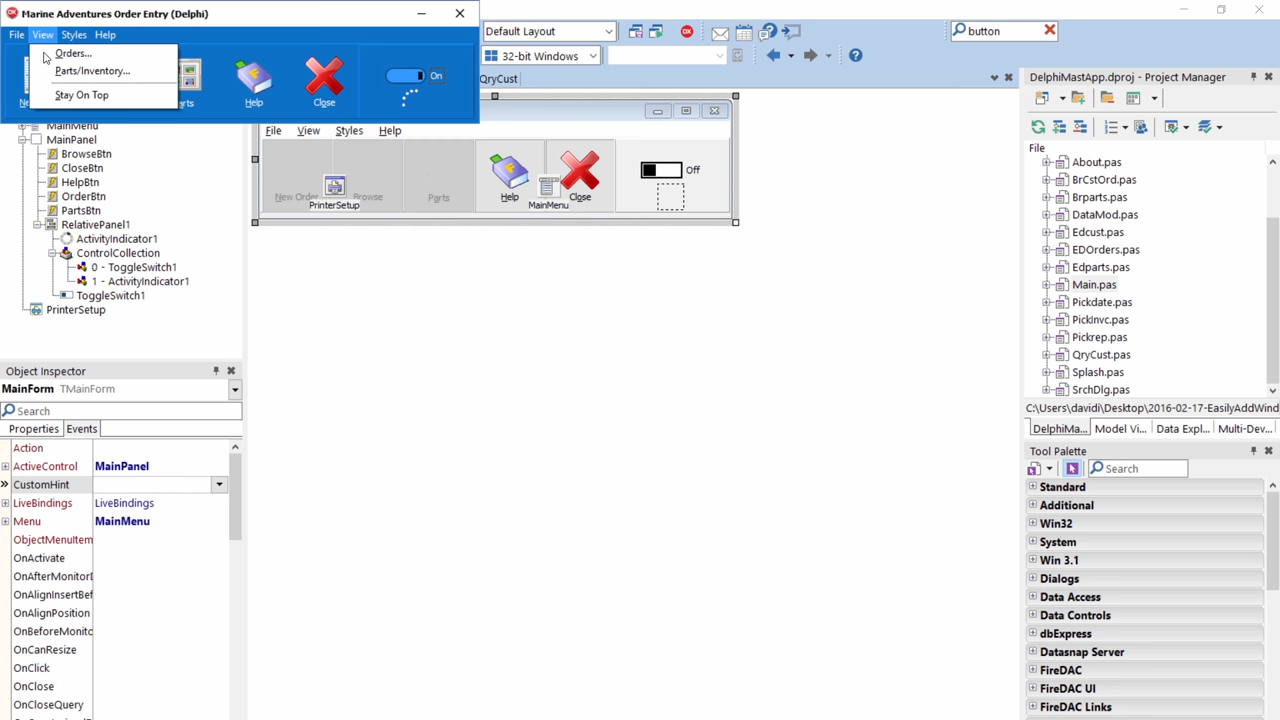 Marine Adventures Order Entry (Delphi)
File View Styles Help
Orders...
Parts/Inventory...
Stay On Top
Help
Close
On
Default Layout
32-bit Windows
button
QryCust
MainMenu
MainPanel
BrowseBtn
CloseBtn
HelpBtn
OrderBtn
PartsBtn
RelativePanel1
ActivityIndicator1
ControlCollection
0 - ToggleSwitch1
1 - ActivityIndicator1
ToggleSwitch1
PrinterSetup
File View Styles Help
New Order
Browse
Parts
Help
Close
Off
PrinterSetup
MainMenu
Object Inspector
MainForm TMainForm
Search
Properties Events
Action
ActiveControl MainPanel
CustomHint
LiveBindings LiveBindings
Menu MainMenu
ObjectMenuItem
OnActivate
OnAfterMonitorD
OnAlignInsertBef
OnAlignPosition
OnBeforeMonito
OnCanResize
OnClick
OnClose
OnCloseQuery
DelphiMastApp.dproj - Project Manager
File
About.pas
BrCstOrd.pas
Brparts.pas
DataMod.pas
Edcust.pas
EDOrders.pas
Edparts.pas
Main.pas
Pickdate.pas
PickInvc.pas
Pickrep.pas
QryCust.pas
Splash.pas
SrchDlg.pas
C:\Users\davidi\Desktop\2016-02-17-EasilyAddWind
DelphiMa... Model Vi... Data Expl... Multi-Dev...
Tool Palette
Search
Standard
Additional
Win32
System
Win 3.1
Dialogs
Data Access
Data Controls
dbExpress
Datasnap Server
FireDAC
FireDAC UI
FireDAC Links